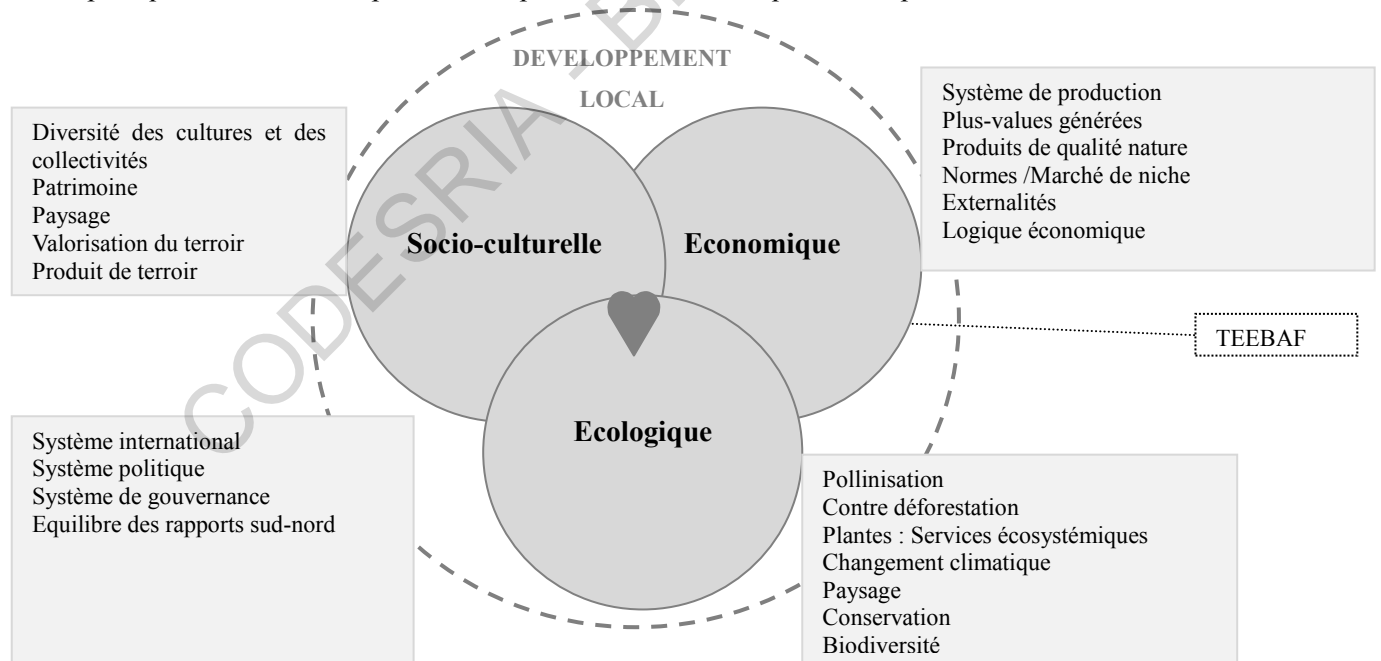 DEVELOPPEMENT
LOCAL
Diversité des cultures et des
collectivités
Patrimoine
Paysage
Valorisation du terroir
Produit de terroir
Système de production
Plus-values générées
Produits de qualité nature
Normes /Marché de niche
Externalités
Logique économique
Socio-culturelle
Economique
TEEBAF
Ecologique
Système international
Système politique
Système de gouvernance
Equilibre des rapports sud-nord
Pollinisation
Contre déforestation
Plantes : Services écosystémiques
Changement climatique
Paysage
Conservation
Biodiversité
CODESRIA -